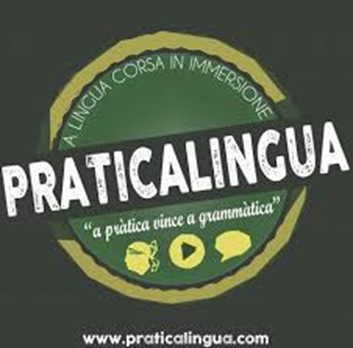 A LINGUA CORSA IN IMMERSIONE
PRATICALINGUA
"a pràtica vince a grammàtica"
www.praticalingua.com